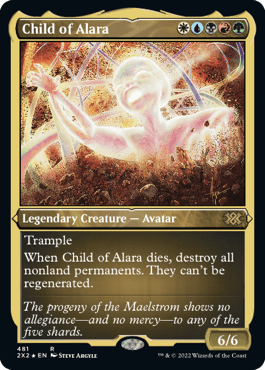 Child of Alara
Legendary Creature — Avatar
Trample
When Child of Alara dies, destroy all
nonland permanents. They can't be
regenerated.
The progeny of the Maelstrom shows no
allegiance—and no mercy—to any of the
five shards.
6/6
481 R
2X2 ★ EN STEVE ARGYLE
™ & © 2022 Wizards of the Coast